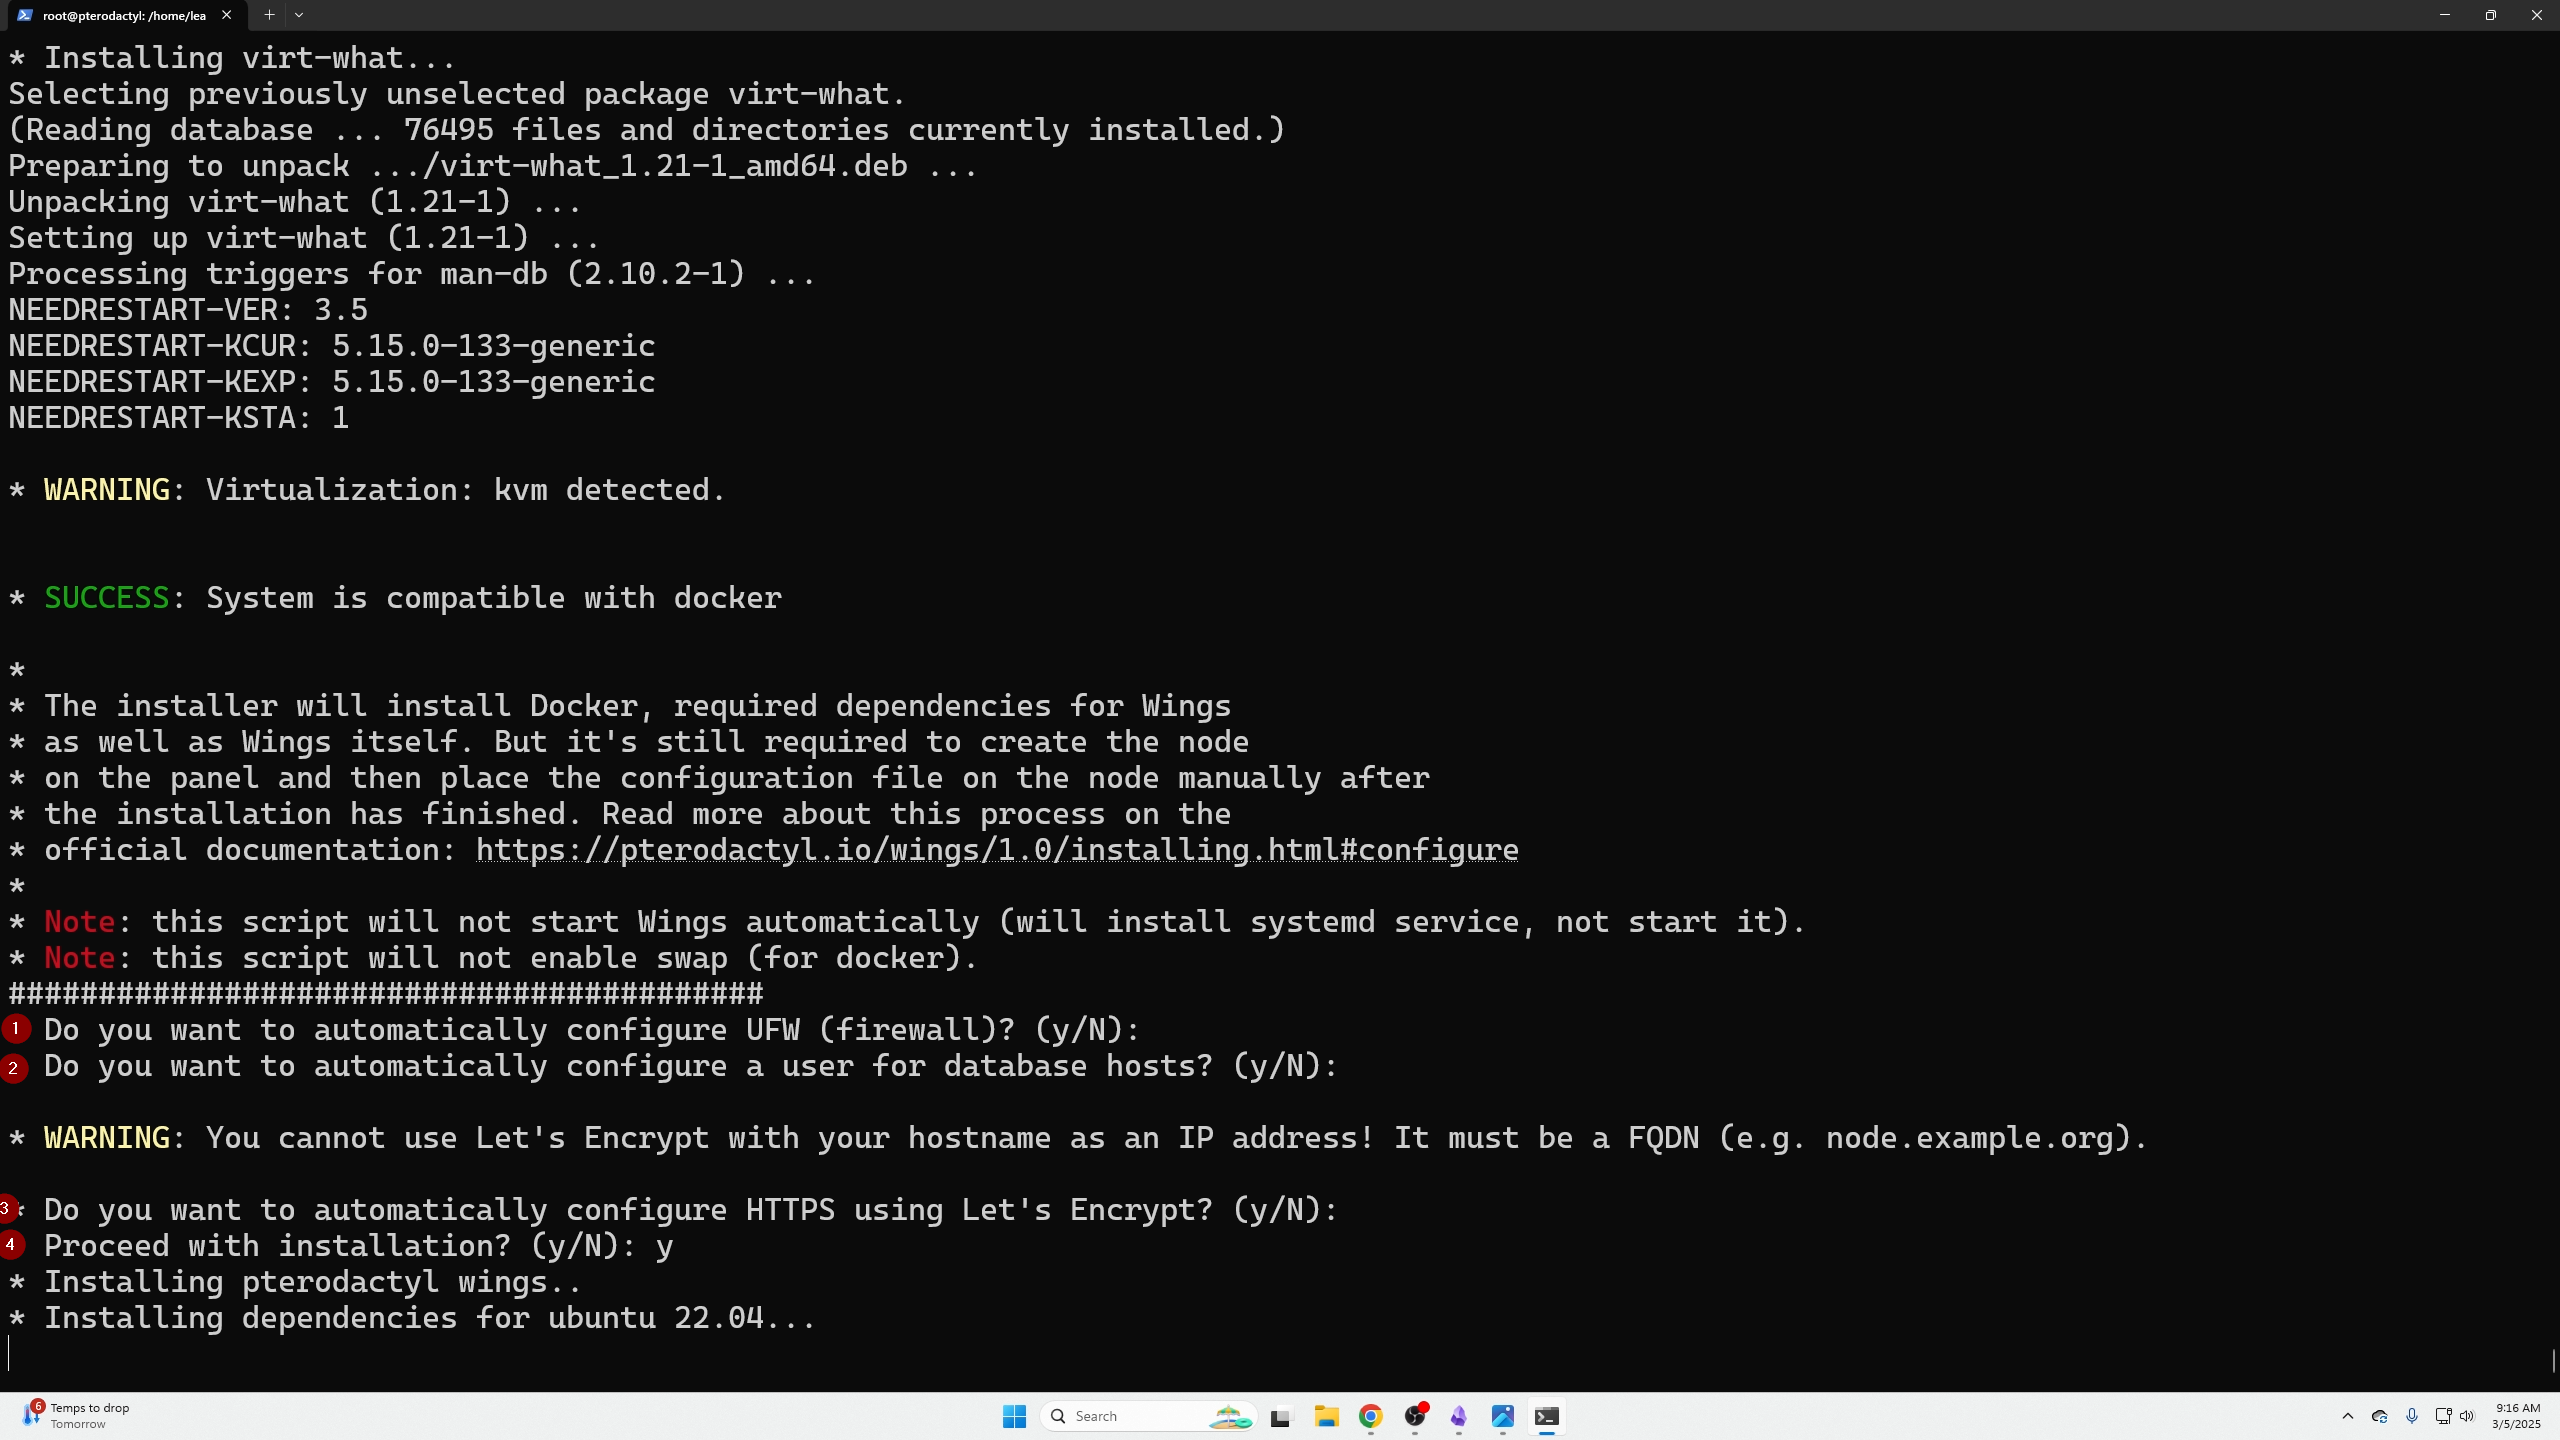 root@pterodactyl: /home/lea
* Installing virt-what...
Selecting previously unselected package virt-what.
(Reading database ... 76495 files and directories currently installed.)
Preparing to unpack .../virt-what_1.21-1_amd64.deb ...
Unpacking virt-what (1.21-1) ...
Setting up virt-what (1.21-1) ...
Processing triggers for man-db (2.10.2-1) ...
NEEDRESTART-VER: 3.5
NEEDRESTART-KCUR: 5.15.0-133-generic
NEEDRESTART-KEXP: 5.15.0-133-generic
NEEDRESTART-KSTA: 1
* WARNING: Virtualization: kvm detected.
* SUCCESS: System is compatible with docker
*
* The installer will install Docker, required dependencies for Wings
* as well as Wings itself. But it's still required to create the node
* on the panel and then place the configuration file on the node manually after
* the installation has finished. Read more about this process on the
* official documentation: https://pterodactyl.io/wings/1.0/installing.html#configure
*
* Note: this script will not start Wings automatically (will install systemd service, not start it).
* Note: this script will not enable swap (for docker).
##########################################
1 Do you want to automatically configure UFW (firewall)? (y/N):
2 Do you want to automatically configure a user for database hosts? (y/N):
* WARNING: You cannot use Let's Encrypt with your hostname as an IP address! It must be a FQDN (e.g. node.example.org).
3 * Do you want to automatically configure HTTPS using Let's Encrypt? (y/N):
4 Proceed with installation? (y/N): y
* Installing pterodactyl wings..
* Installing dependencies for ubuntu 22.04...
6
Temps to drop
Tomorrow
Search
9:16 AM
3/5/2025